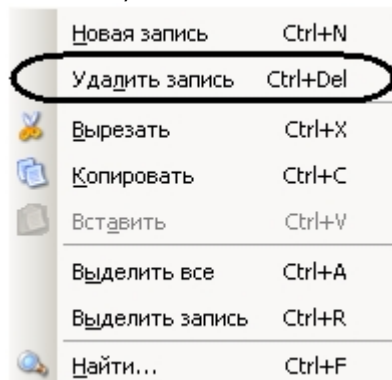 Новая запись Ctrl+N
Удалить запись Ctrl+Del
Вырезать Ctrl+X
Копировать Ctrl+C
Вставить Ctrl+V
Выделить все Ctrl+A
Выделить запись Ctrl+R
Найти... Ctrl+F